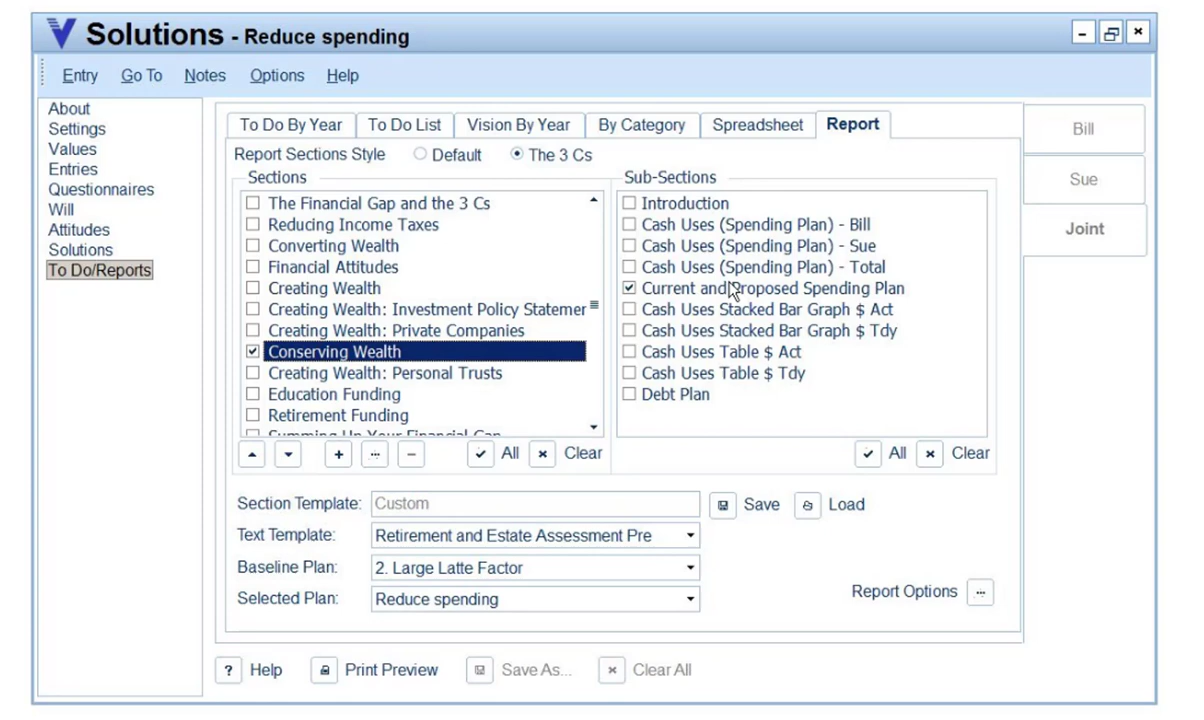 Solutions - Reduce spending
Entry Go To Notes Options Help
About
Settings
Values
Entries
Questionnaires
Will
Attitudes
Solutions
To Do/Reports
To Do By Year To Do List Vision By Year By Category Spreadsheet Report
Report Sections Style Default The 3 Cs
Sections
The Financial Gap and the 3 Cs
Reducing Income Taxes
Converting Wealth
Financial Attitudes
Creating Wealth
Creating Wealth: Investment Policy Statemer
Creating Wealth: Private Companies
Conserving Wealth
Creating Wealth: Personal Trusts
Education Funding
Retirement Funding
Summing Up Your Financial Gap
All Clear
Sub-Sections
Introduction
Cash Uses (Spending Plan) - Bill
Cash Uses (Spending Plan) - Sue
Cash Uses (Spending Plan) - Total
Current and Proposed Spending Plan
Cash Uses Stacked Bar Graph $ Act
Cash Uses Stacked Bar Graph $ Tdy
Cash Uses Table $ Act
Cash Uses Table $ Tdy
Debt Plan
All Clear
Section Template: Custom Save Load
Text Template: Retirement and Estate Assessment Pre
Baseline Plan: 2. Large Latte Factor
Selected Plan: Reduce spending
Report Options ...
? Help Print Preview Save As... Clear All
Bill
Sue
Joint